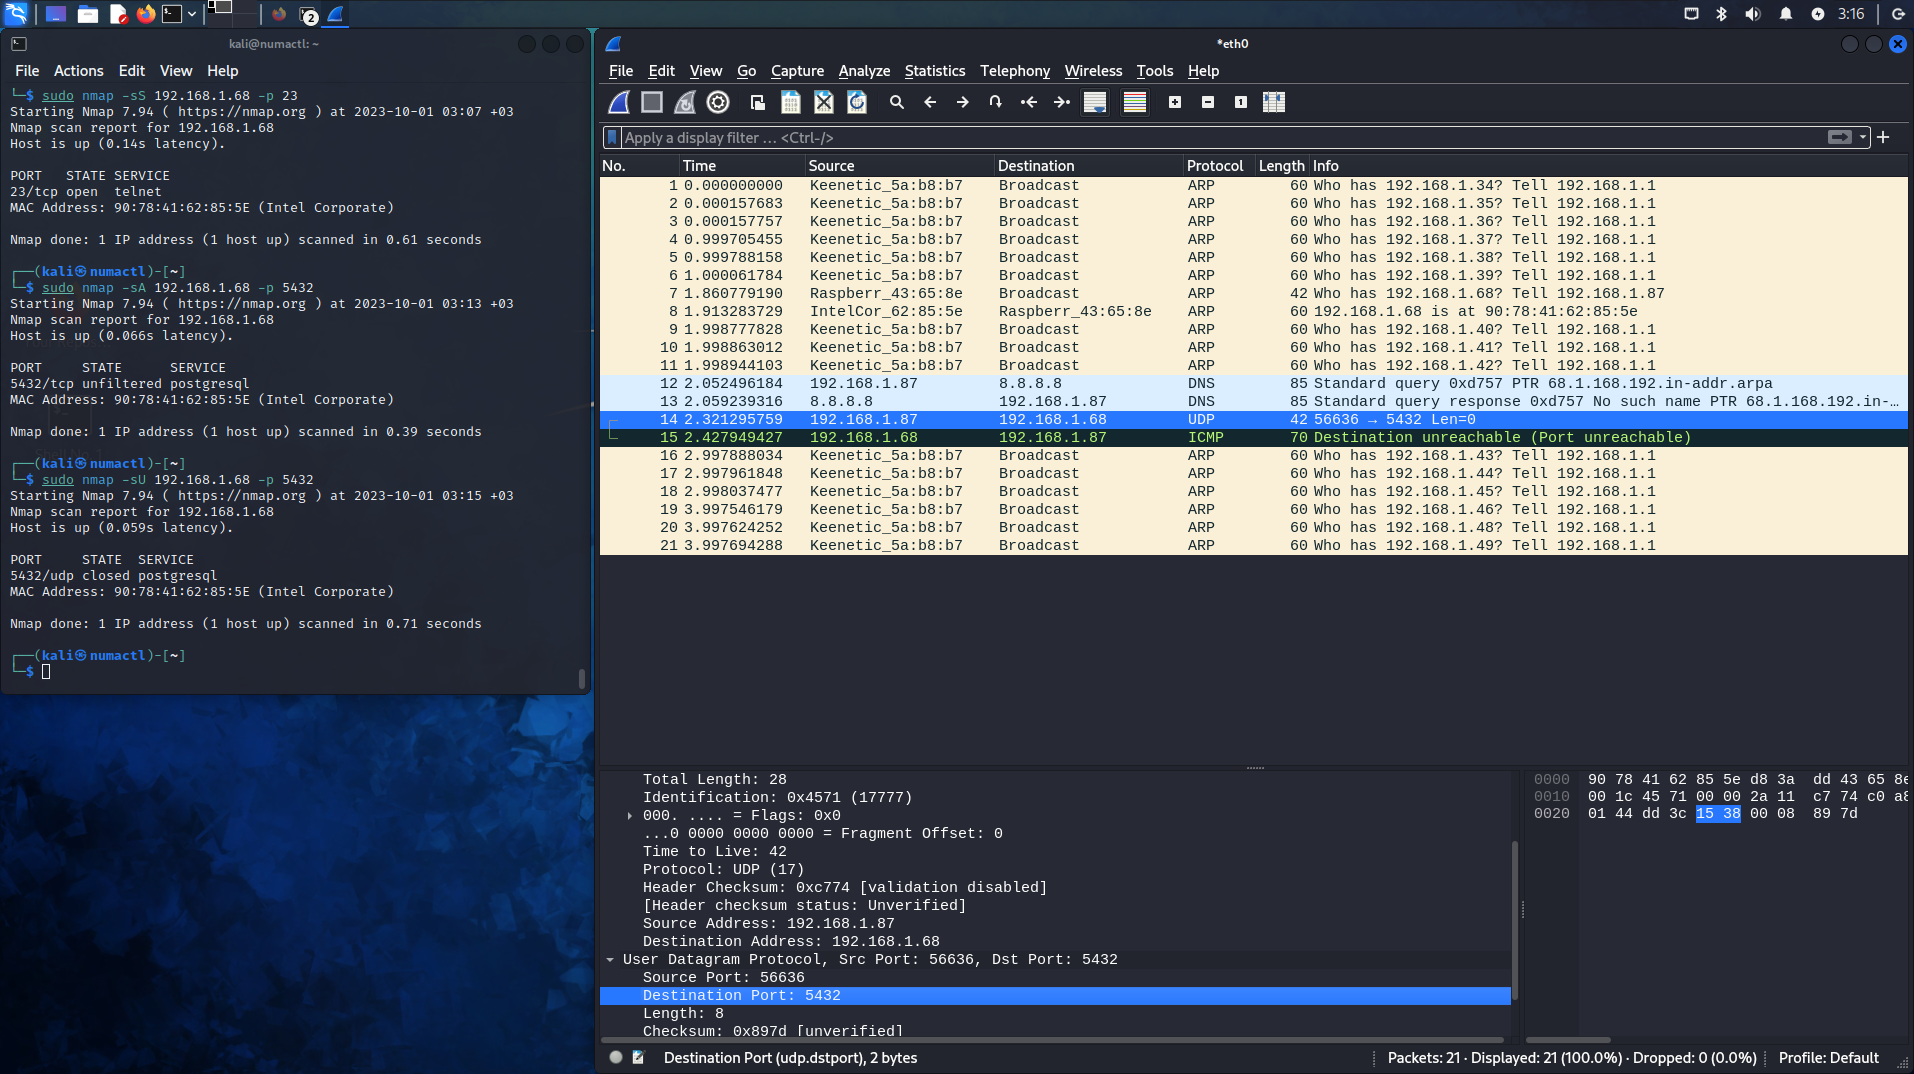 2
3:16
kali@numactl: ~
File Actions Edit View Help
└─$ sudo nmap -sS 192.168.1.68 -p 23
Starting Nmap 7.94 ( https://nmap.org ) at 2023-10-01 03:07 +03
Nmap scan report for 192.168.1.68
Host is up (0.14s latency).
PORT   STATE SERVICE
23/tcp open  telnet
MAC Address: 90:78:41:62:85:5E (Intel Corporate)
Nmap done: 1 IP address (1 host up) scanned in 0.61 seconds
┌──(kali㉿numactl)-[~]
└─$ sudo nmap -sA 192.168.1.68 -p 5432
Starting Nmap 7.94 ( https://nmap.org ) at 2023-10-01 03:13 +03
Nmap scan report for 192.168.1.68
Host is up (0.066s latency).
PORT     STATE      SERVICE
5432/tcp unfiltered postgresql
MAC Address: 90:78:41:62:85:5E (Intel Corporate)
Nmap done: 1 IP address (1 host up) scanned in 0.39 seconds
┌──(kali㉿numactl)-[~]
└─$ sudo nmap -sU 192.168.1.68 -p 5432
Starting Nmap 7.94 ( https://nmap.org ) at 2023-10-01 03:15 +03
Nmap scan report for 192.168.1.68
Host is up (0.059s latency).
PORT     STATE  SERVICE
5432/udp closed postgresql
MAC Address: 90:78:41:62:85:5E (Intel Corporate)
Nmap done: 1 IP address (1 host up) scanned in 0.71 seconds
┌──(kali㉿numactl)-[~]
└─$
*eth0
File Edit View Go Capture Analyze Statistics Telephony Wireless Tools Help
Apply a display filter … <Ctrl-/>
No. Time Source Destination Protocol Length Info
1 0.000000000 Keenetic_5a:b8:b7 Broadcast ARP 60 Who has 192.168.1.34? Tell 192.168.1.1
2 0.000157683 Keenetic_5a:b8:b7 Broadcast ARP 60 Who has 192.168.1.35? Tell 192.168.1.1
3 0.000157757 Keenetic_5a:b8:b7 Broadcast ARP 60 Who has 192.168.1.36? Tell 192.168.1.1
4 0.999705455 Keenetic_5a:b8:b7 Broadcast ARP 60 Who has 192.168.1.37? Tell 192.168.1.1
5 0.999788158 Keenetic_5a:b8:b7 Broadcast ARP 60 Who has 192.168.1.38? Tell 192.168.1.1
6 1.000061784 Keenetic_5a:b8:b7 Broadcast ARP 60 Who has 192.168.1.39? Tell 192.168.1.1
7 1.860779190 Raspberr_43:65:8e Broadcast ARP 42 Who has 192.168.1.68? Tell 192.168.1.87
8 1.913283729 IntelCor_62:85:5e Raspberr_43:65:8e ARP 60 192.168.1.68 is at 90:78:41:62:85:5e
9 1.998777828 Keenetic_5a:b8:b7 Broadcast ARP 60 Who has 192.168.1.40? Tell 192.168.1.1
10 1.998863012 Keenetic_5a:b8:b7 Broadcast ARP 60 Who has 192.168.1.41? Tell 192.168.1.1
11 1.998944103 Keenetic_5a:b8:b7 Broadcast ARP 60 Who has 192.168.1.42? Tell 192.168.1.1
12 2.052496184 192.168.1.87 8.8.8.8 DNS 85 Standard query 0xd757 PTR 68.1.168.192.in-addr.arpa
13 2.059239316 8.8.8.8 192.168.1.87 DNS 85 Standard query response 0xd757 No such name PTR 68.1.168.192.in-…
14 2.321295759 192.168.1.87 192.168.1.68 UDP 42 56636 → 5432 Len=0
15 2.427949427 192.168.1.68 192.168.1.87 ICMP 70 Destination unreachable (Port unreachable)
16 2.997888034 Keenetic_5a:b8:b7 Broadcast ARP 60 Who has 192.168.1.43? Tell 192.168.1.1
17 2.997961848 Keenetic_5a:b8:b7 Broadcast ARP 60 Who has 192.168.1.44? Tell 192.168.1.1
18 2.998037477 Keenetic_5a:b8:b7 Broadcast ARP 60 Who has 192.168.1.45? Tell 192.168.1.1
19 3.997546179 Keenetic_5a:b8:b7 Broadcast ARP 60 Who has 192.168.1.46? Tell 192.168.1.1
20 3.997624252 Keenetic_5a:b8:b7 Broadcast ARP 60 Who has 192.168.1.48? Tell 192.168.1.1
21 3.997694288 Keenetic_5a:b8:b7 Broadcast ARP 60 Who has 192.168.1.49? Tell 192.168.1.1
Total Length: 28
Identification: 0x4571 (17777)
000. .... = Flags: 0x0
...0 0000 0000 0000 = Fragment Offset: 0
Time to Live: 42
Protocol: UDP (17)
Header Checksum: 0xc774 [validation disabled]
[Header checksum status: Unverified]
Source Address: 192.168.1.87
Destination Address: 192.168.1.68
User Datagram Protocol, Src Port: 56636, Dst Port: 5432
Source Port: 56636
Destination Port: 5432
Length: 8
Checksum: 0x897d [unverified]
0000 90 78 41 62 85 5e d8 3a dd 43 65 8e
0010 00 1c 45 71 00 00 2a 11 c7 74 c0 a8
0020 01 44 dd 3c 15 38 00 08 89 7d
Destination Port (udp.dstport), 2 bytes
Packets: 21 · Displayed: 21 (100.0%) · Dropped: 0 (0.0%)
Profile: Default